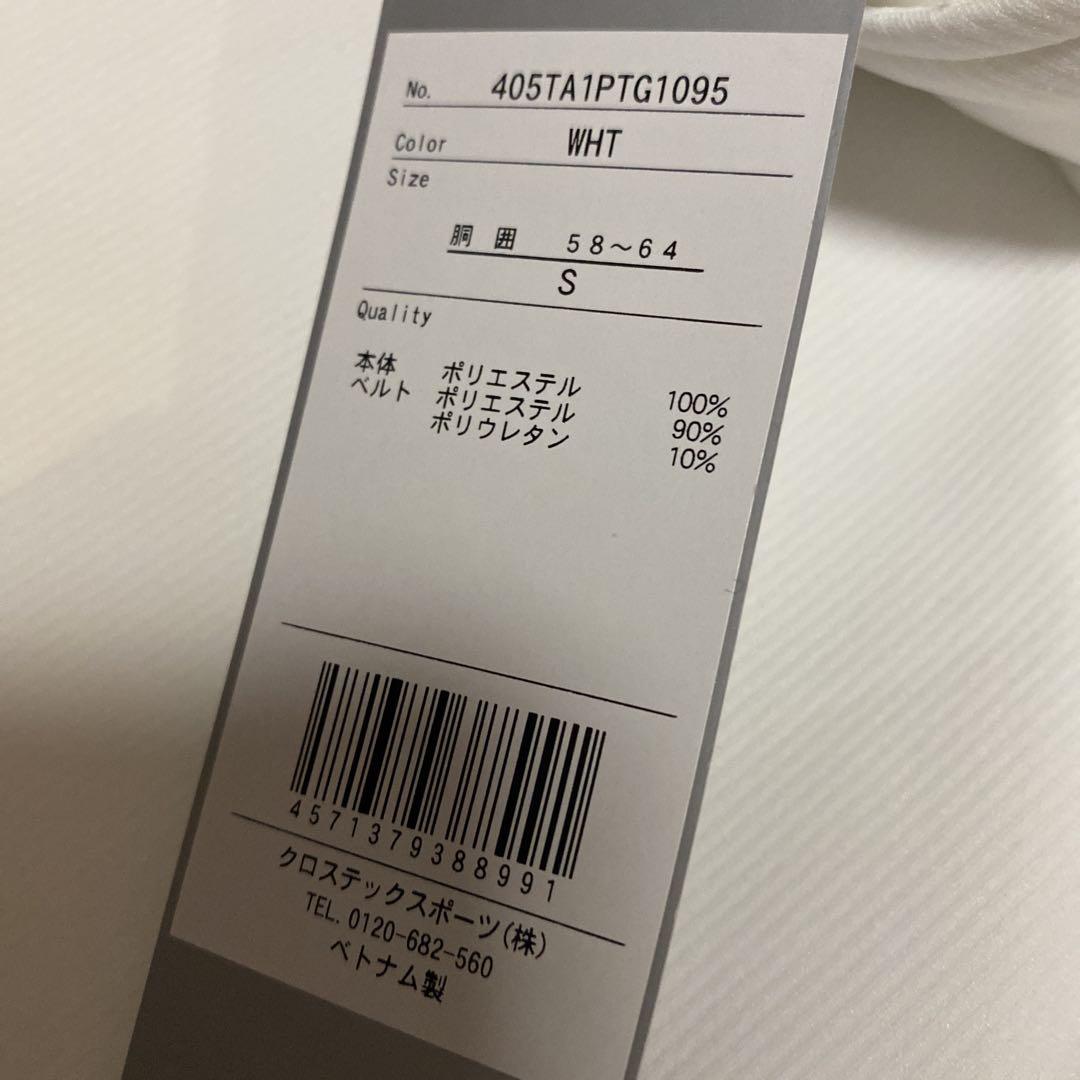 No. 405TA1PTG1095
Color WHT
Size
胴囲 58～64
S
Quality
本体 ポリエステル 100%
ベルト ポリエステル 90%
ポリウレタン 10%
4571379388991
クロステックスポーツ(株)
TEL. 0120-682-560
ベトナム製